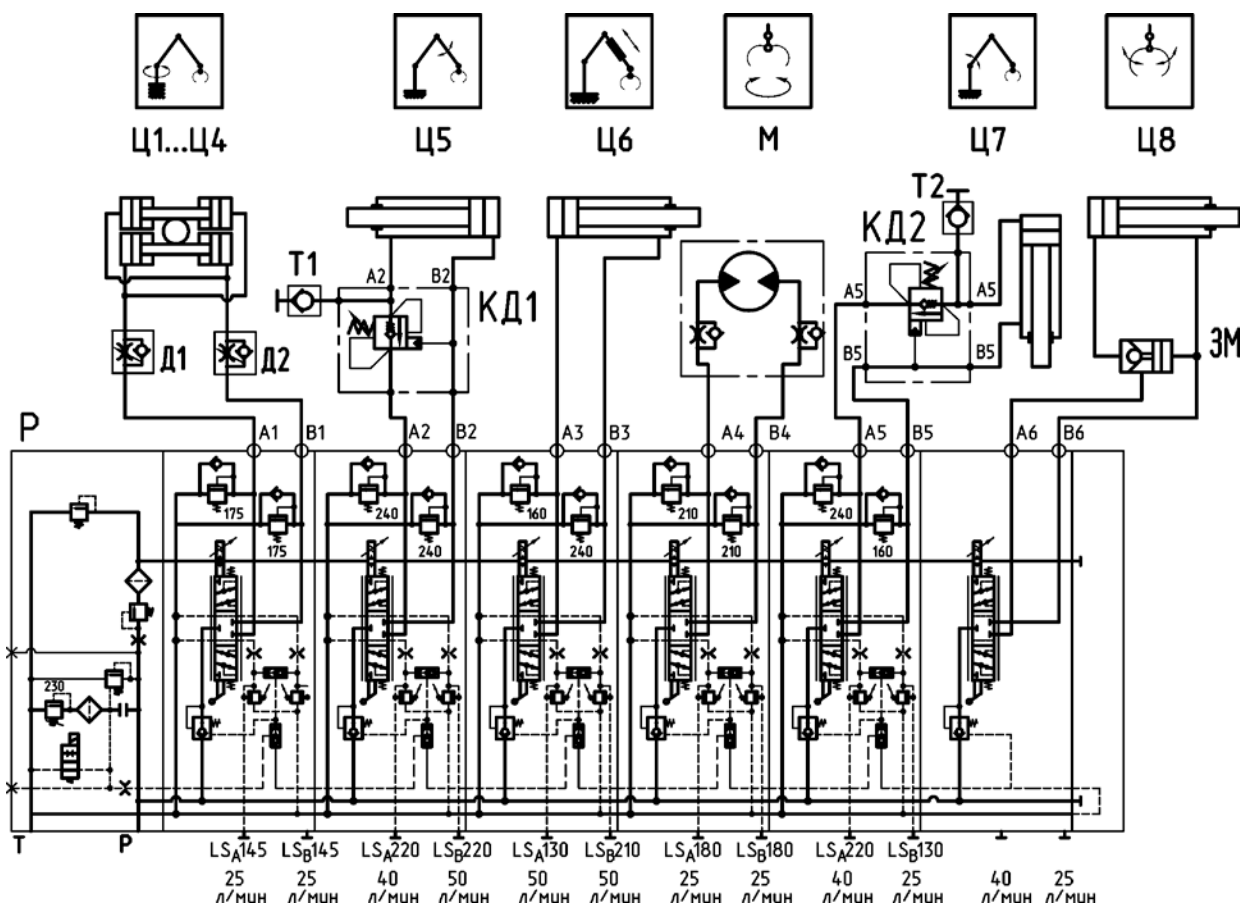 Ц1...Ц4 Ц5 Ц6 М Ц7 Ц8
Т2
КД2
Т1 А2 В2
КД1
А5 А5
Д1 Д2
В5 В5
ЗМ
Р
А1 В1 А2 В2 А3 В3 А4 В4 А5 В5 А6 В6
175 240 160 210 240
175 240 240 210 160
230
Т Р
LSA145 LSB145 LSA220 LSB220 LSA130 LSB210 LSA180 LSB180 LSA220 LSB130
25 25 40 50 50 50 25 25 40 25 40 25
л/мин л/мин л/мин л/мин л/мин л/мин л/мин л/мин л/мин л/мин л/мин л/мин